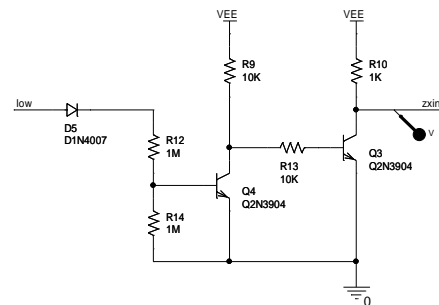 VEE
VEE
R9
10K
R10
1K
low
zxin
D5
D1N4007
R12
1M
V
R13
10K
Q3
Q2N3904
Q4
Q2N3904
R14
1M
0